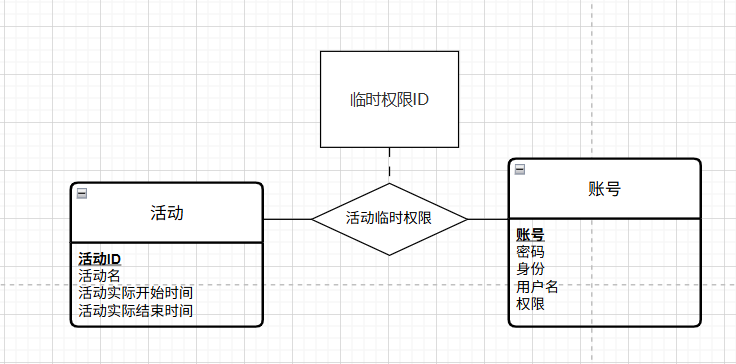 临时权限ID
活动
活动临时权限
账号
活动ID
活动名
活动实际开始时间
活动实际结束时间
账号
密码
身份
用户名
权限